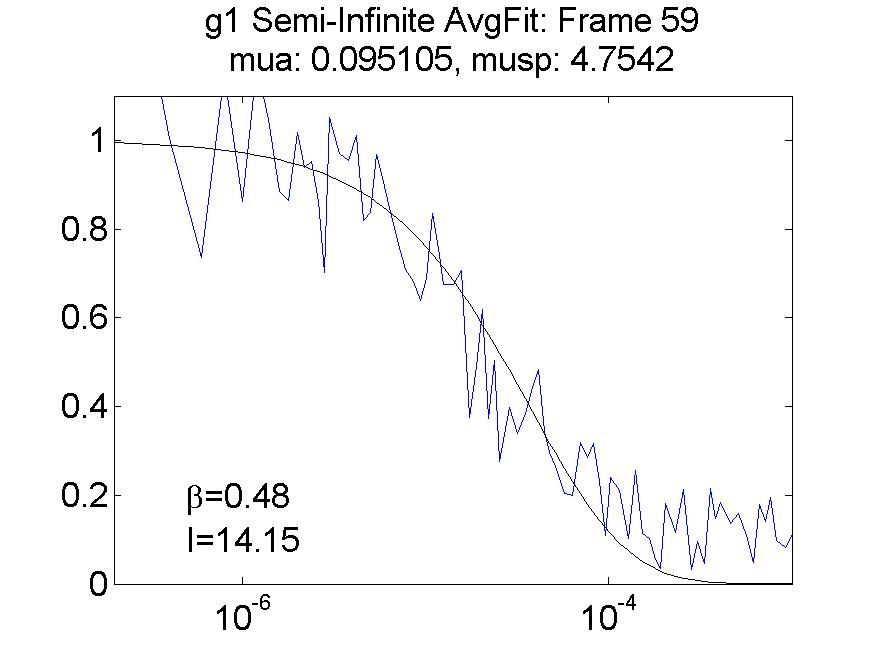 g1 Semi-Infinite AvgFit: Frame 59
mua: 0.095105, musp: 4.7542
1
0.8
0.6
0.4
0.2
0
β=0.48
I=14.15
10^-6
10^-4